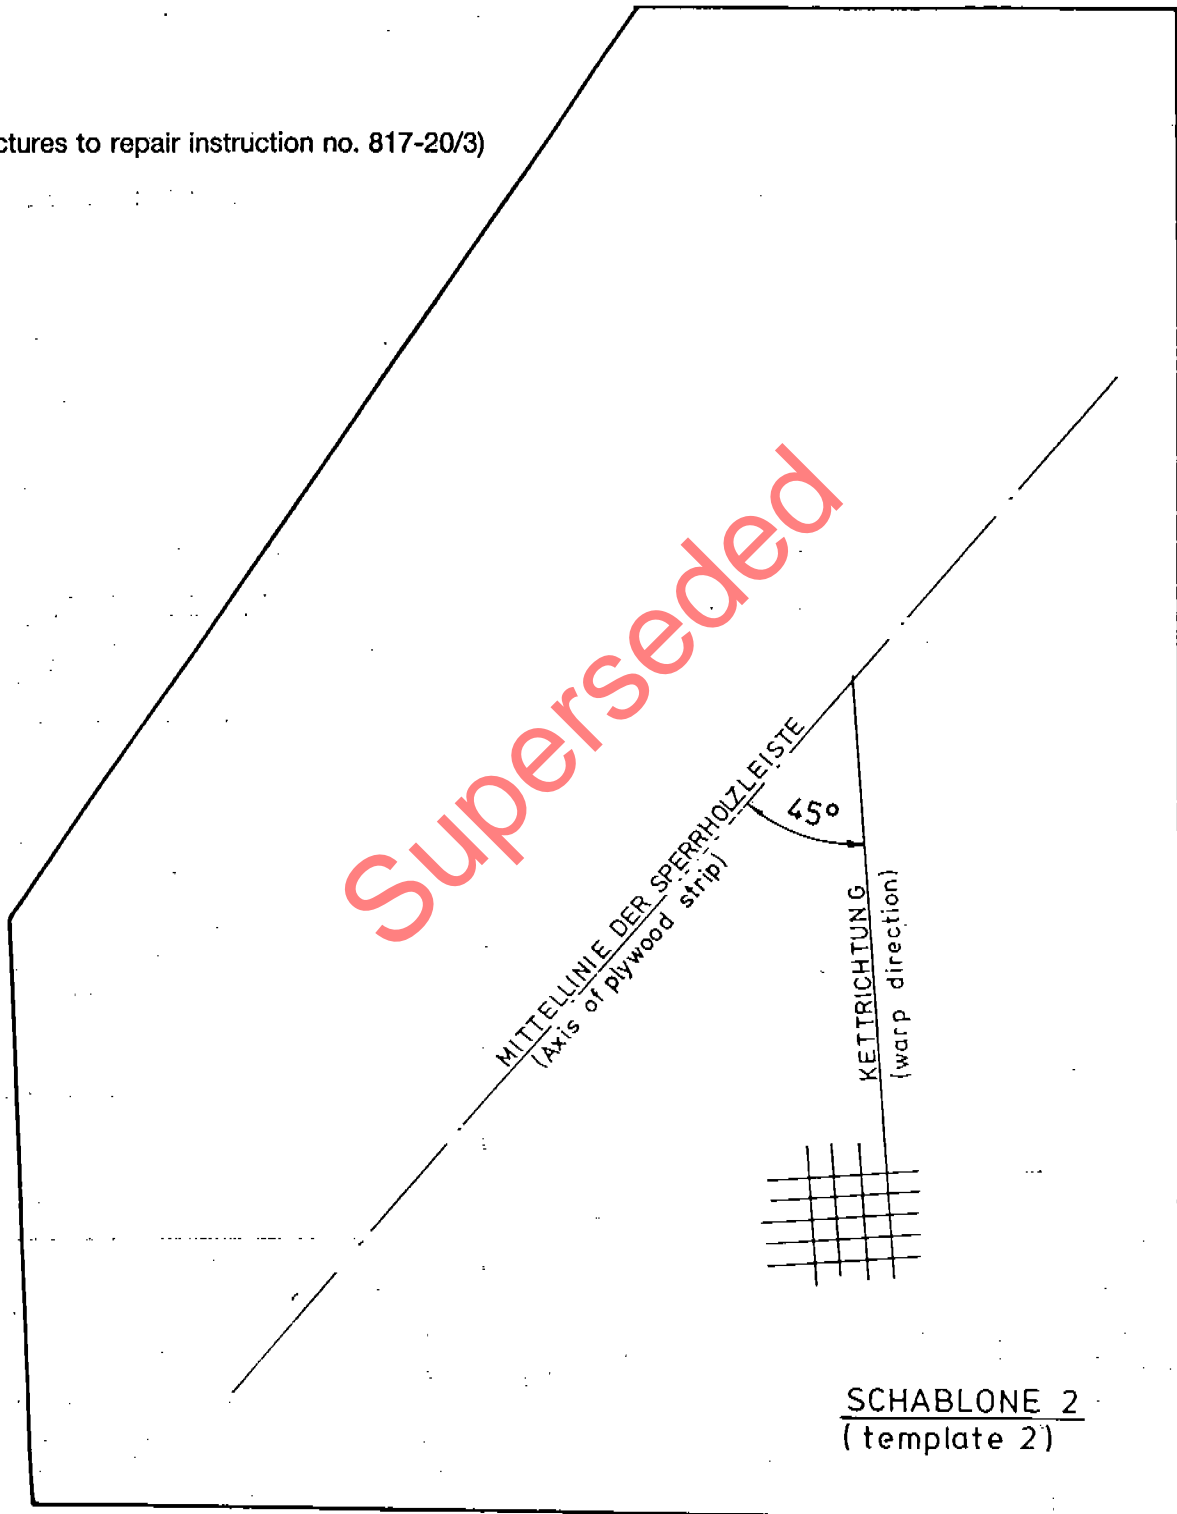 ctures to repair instruction no. 817-20/3)
Superseded
MITTELLINIE DER SPERRHOLZLEISTE
(Axis of plywood strip)
45°
KETTRICHTUNG
(warp direction)
SCHABLONE 2
(template 2)